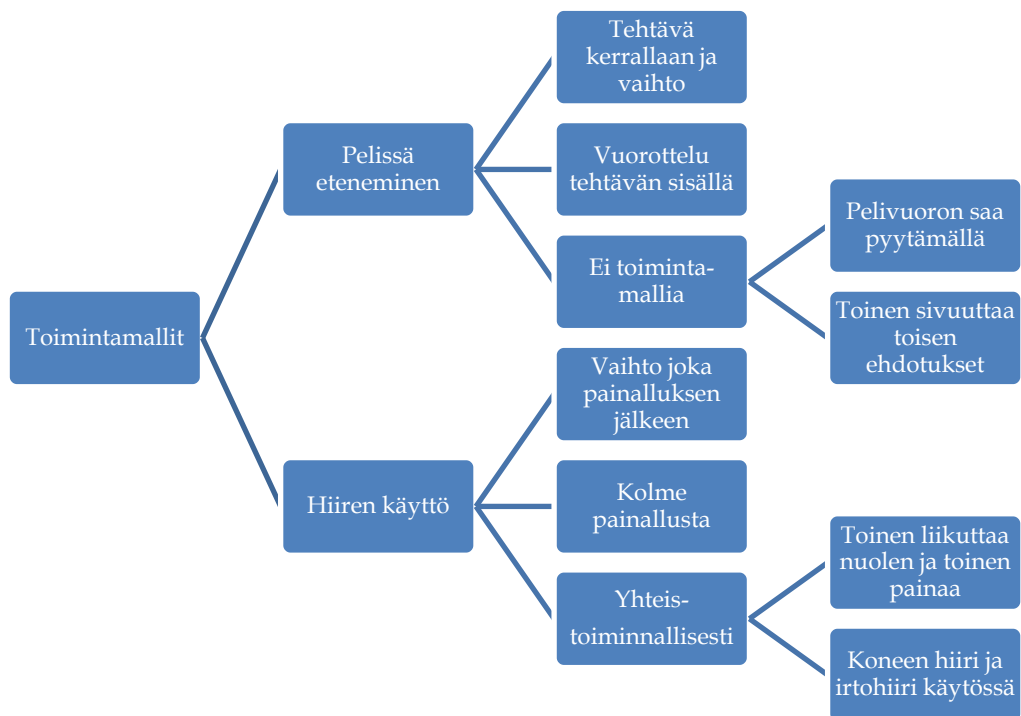 Toimintamallit
Pelissä
eteneminen
Tehtävä
kerrallaan ja
vaihto
Vuorottelu
tehtävän sisällä
Ei toiminta-
mallia
Pelivuoron saa
pyytämällä
Toinen sivuuttaa
toisen
ehdotukset
Hiiren käyttö
Vaihto joka
painalluksen
jälkeen
Kolme
painallusta
Yhteis-
toiminnallisesti
Toinen liikuttaa
nuolen ja toinen
painaa
Koneen hiiri ja
irtohiiri käytössä